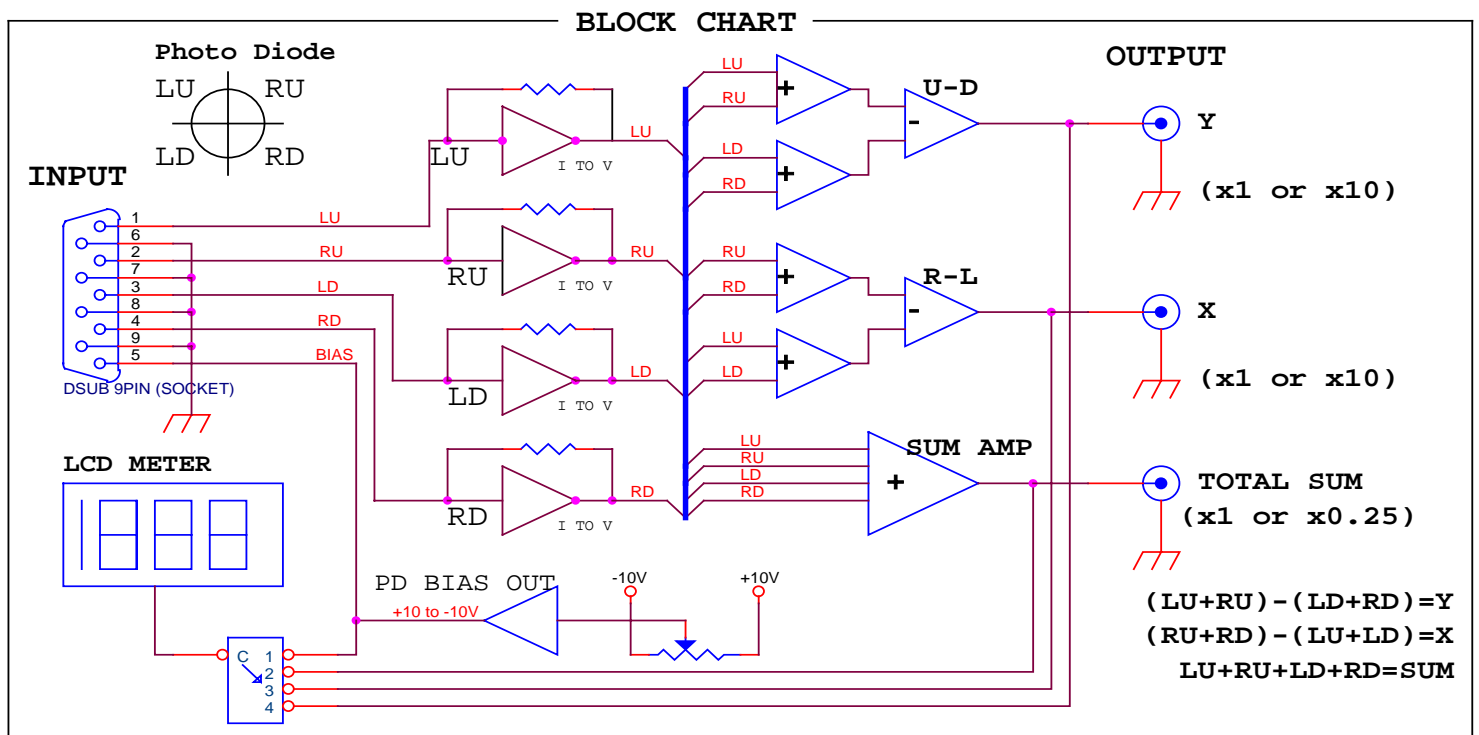 BLOCK CHART
Photo Diode
LU RU
LD RD
INPUT
1
6
2
7
3
8
4
9
5
LU
RU
LD
RD
BIAS
DSUB 9PIN (SOCKET)
LU
I TO V
LU
RU
I TO V
RU
LD
I TO V
LD
RD
I TO V
RD
LU
RU
+
LD
RD
+
U-D
-
RU
RD
+
LU
LD
+
R-L
-
LU
RU
LD
RD
SUM AMP
+
OUTPUT
Y
(x1 or x10)
X
(x1 or x10)
TOTAL SUM
(x1 or x0.25)
LCD METER
1888
PD BIAS OUT
+10 to -10V
-10V
+10V
C
1
2
3
4
(LU+RU)-(LD+RD)=Y
(RU+RD)-(LU+LD)=X
LU+RU+LD+RD=SUM